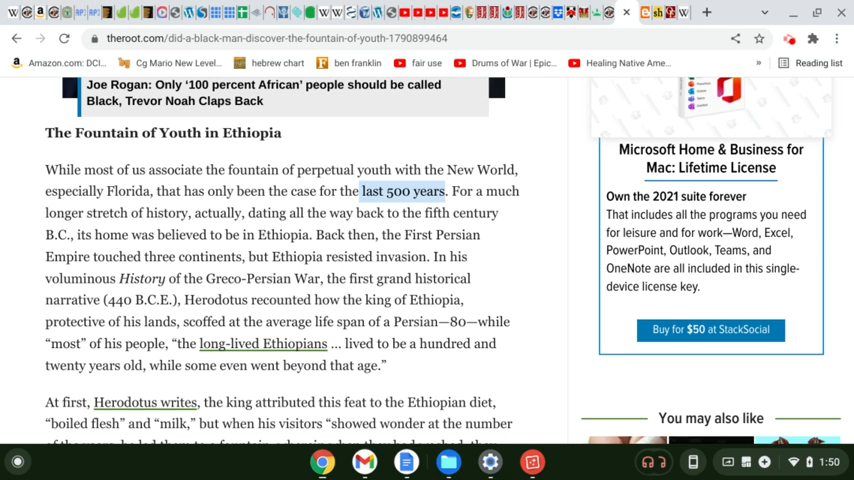 theroot.com/did-a-black-man-discover-the-fountain-of-youth-1790899464
Amazon.com: DCI...
Cg Mario New Level...
hebrew chart
ben franklin
fair use
Drums of War | Epic...
Healing Native Ame...
»
Reading list
Joe Rogan: Only ‘100 percent African’ people should be called
Black, Trevor Noah Claps Back
The Fountain of Youth in Ethiopia
While most of us associate the fountain of perpetual youth with the New World,
especially Florida, that has only been the case for the last 500 years. For a much
longer stretch of history, actually, dating all the way back to the fifth century
B.C., its home was believed to be in Ethiopia. Back then, the First Persian
Empire touched three continents, but Ethiopia resisted invasion. In his
voluminous History of the Greco-Persian War, the first grand historical
narrative (440 B.C.E.), Herodotus recounted how the king of Ethiopia,
protective of his lands, scoffed at the average life span of a Persian—80—while
“most” of his people, “the long-lived Ethiopians ... lived to be a hundred and
twenty years old, while some even went beyond that age.”
At first, Herodotus writes, the king attributed this feat to the Ethiopian diet,
“boiled flesh” and “milk,” but when his visitors “showed wonder at the number
Microsoft Home & Business for
Mac: Lifetime License
Own the 2021 suite forever
That includes all the programs you need
for leisure and for work—Word, Excel,
PowerPoint, Outlook, Teams, and
OneNote are all included in this single-
device license key.
Buy for $50 at StackSocial
You may also like
1:50